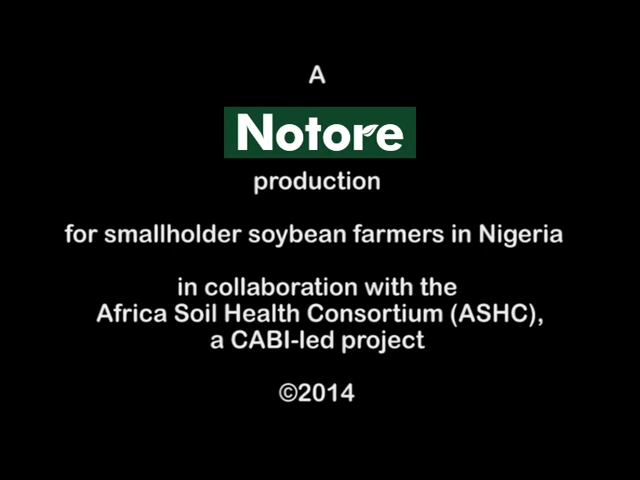 A
Notore
production
for smallholder soybean farmers in Nigeria
in collaboration with the
Africa Soil Health Consortium (ASHC),
a CABI-led project
©2014